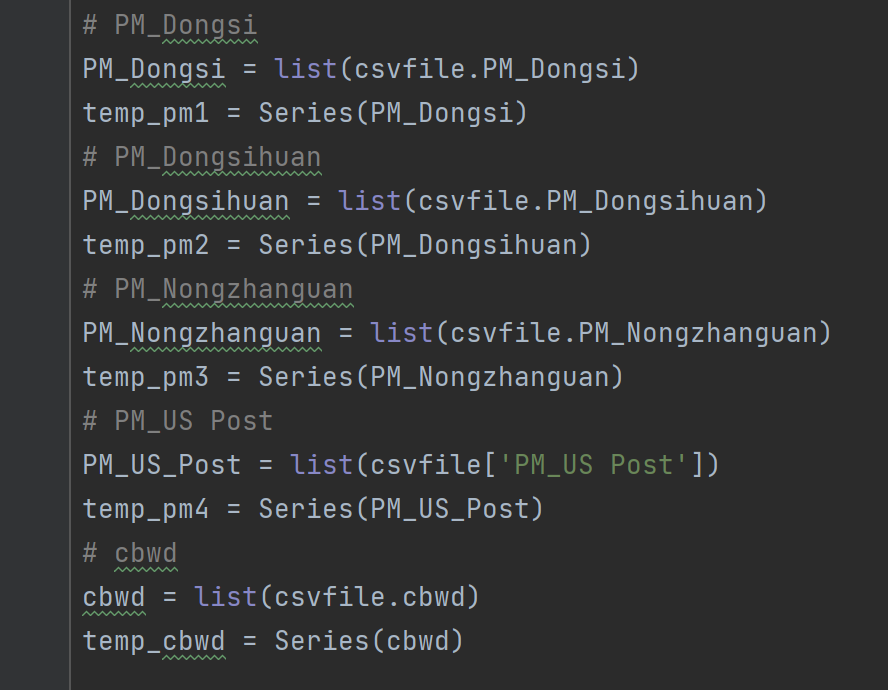 # PM_Dongsi
PM_Dongsi = list(csvfile.PM_Dongsi)
temp_pm1 = Series(PM_Dongsi)
# PM_Dongsihuan
PM_Dongsihuan = list(csvfile.PM_Dongsihuan)
temp_pm2 = Series(PM_Dongsihuan)
# PM_Nongzhanguan
PM_Nongzhanguan = list(csvfile.PM_Nongzhanguan)
temp_pm3 = Series(PM_Nongzhanguan)
# PM_US Post
PM_US_Post = list(csvfile['PM_US Post'])
temp_pm4 = Series(PM_US_Post)
# cbwd
cbwd = list(csvfile.cbwd)
temp_cbwd = Series(cbwd)